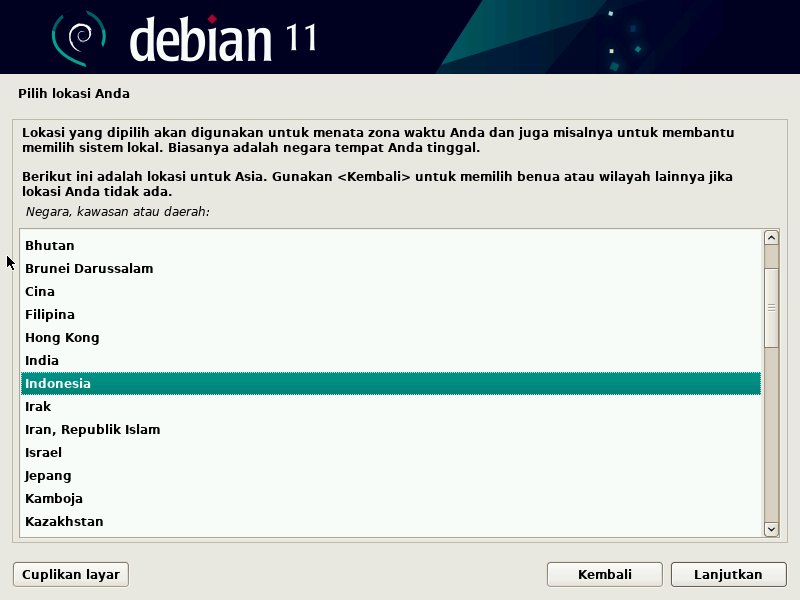 debian 11
Pilih lokasi Anda
Lokasi yang dipilih akan digunakan untuk menata zona waktu Anda dan juga misalnya untuk membantu
memilih sistem lokal. Biasanya adalah negara tempat Anda tinggal.
Berikut ini adalah lokasi untuk Asia. Gunakan <Kembali> untuk memilih benua atau wilayah lainnya jika
lokasi Anda tidak ada.
Negara, kawasan atau daerah:
Bhutan
Brunei Darussalam
Cina
Filipina
Hong Kong
India
Indonesia
Irak
Iran, Republik Islam
Israel
Jepang
Kamboja
Kazakhstan
Cuplikan layar
Kembali
Lanjutkan